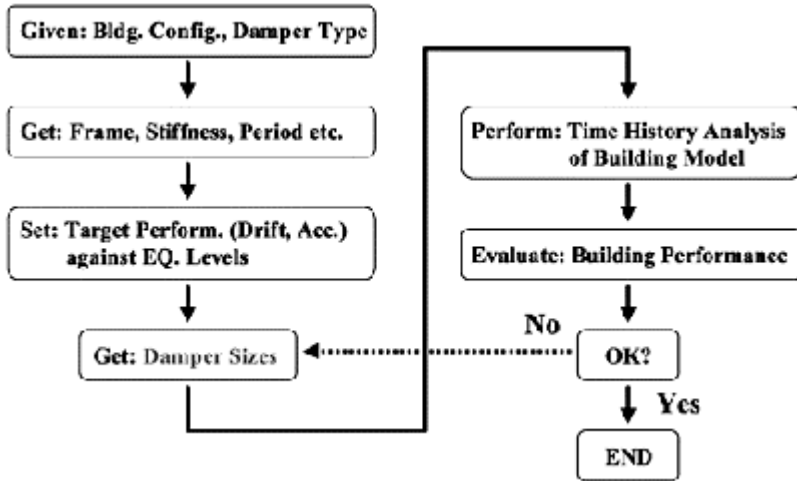 Given: Bldg. Config., Damper Type
Get: Frame, Stiffness, Period etc.
Set: Target Perform. (Drift, Acc.)
against EQ. Levels
Get: Damper Sizes
Perform: Time History Analysis
of Building Model
Evaluate: Building Performance
No
OK?
Yes
END